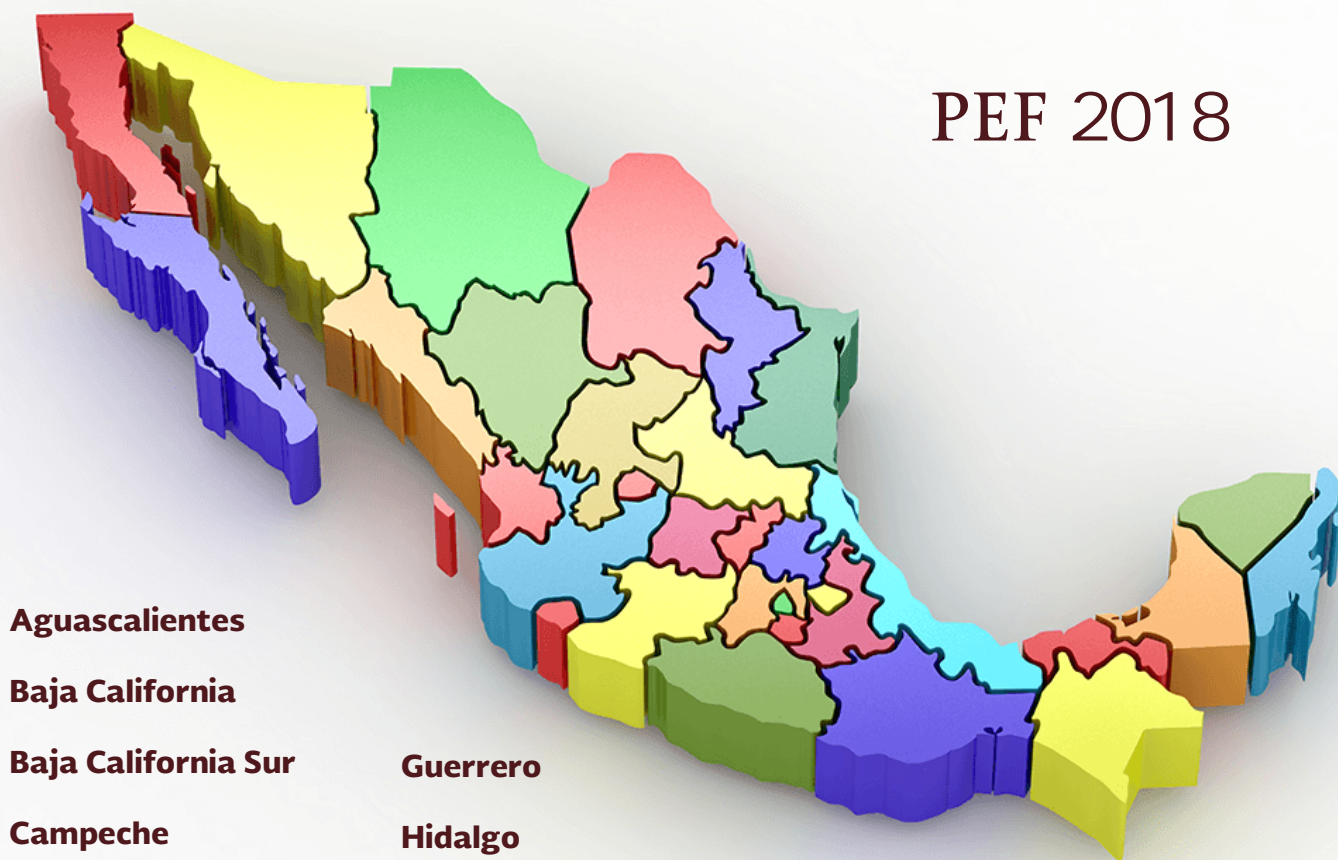 PEF 2018
Aguascalientes
Baja California
Baja California Sur
Campeche
Guerrero
Hidalgo